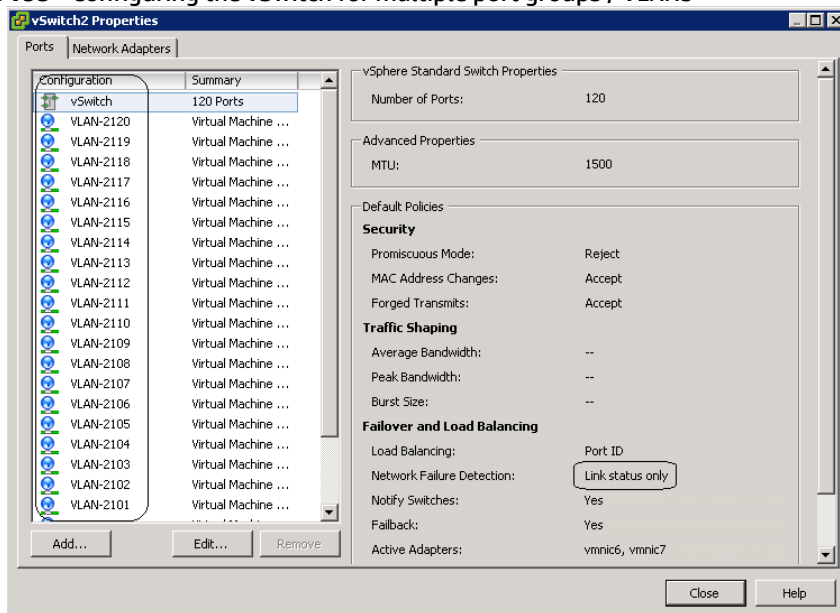 vSwitch2 Properties
Ports
Network Adapters
Configuration Summary
vSwitch 120 Ports
VLAN-2120 Virtual Machine ...
VLAN-2119 Virtual Machine ...
VLAN-2118 Virtual Machine ...
VLAN-2117 Virtual Machine ...
VLAN-2116 Virtual Machine ...
VLAN-2115 Virtual Machine ...
VLAN-2114 Virtual Machine ...
VLAN-2113 Virtual Machine ...
VLAN-2112 Virtual Machine ...
VLAN-2111 Virtual Machine ...
VLAN-2110 Virtual Machine ...
VLAN-2109 Virtual Machine ...
VLAN-2108 Virtual Machine ...
VLAN-2107 Virtual Machine ...
VLAN-2106 Virtual Machine ...
VLAN-2105 Virtual Machine ...
VLAN-2104 Virtual Machine ...
VLAN-2103 Virtual Machine ...
VLAN-2102 Virtual Machine ...
VLAN-2101 Virtual Machine ...
Add... Edit... Remove
vSphere Standard Switch Properties
Number of Ports: 120
Advanced Properties
MTU: 1500
Default Policies
Security
Promiscuous Mode: Reject
MAC Address Changes: Accept
Forged Transmits: Accept
Traffic Shaping
Average Bandwidth: --
Peak Bandwidth: --
Burst Size: --
Failover and Load Balancing
Load Balancing: Port ID
Network Failure Detection: Link status only
Notify Switches: Yes
Failback: Yes
Active Adapters: vmnic6, vmnic7
Close Help